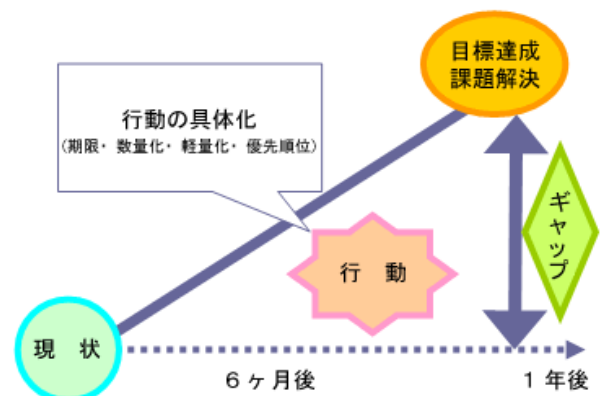 目標達成
課題解決
行動の具体化
(期限・数量化・軽量化・優先順位)
ギャップ
行 動
現 状
6ヶ月後
1年後